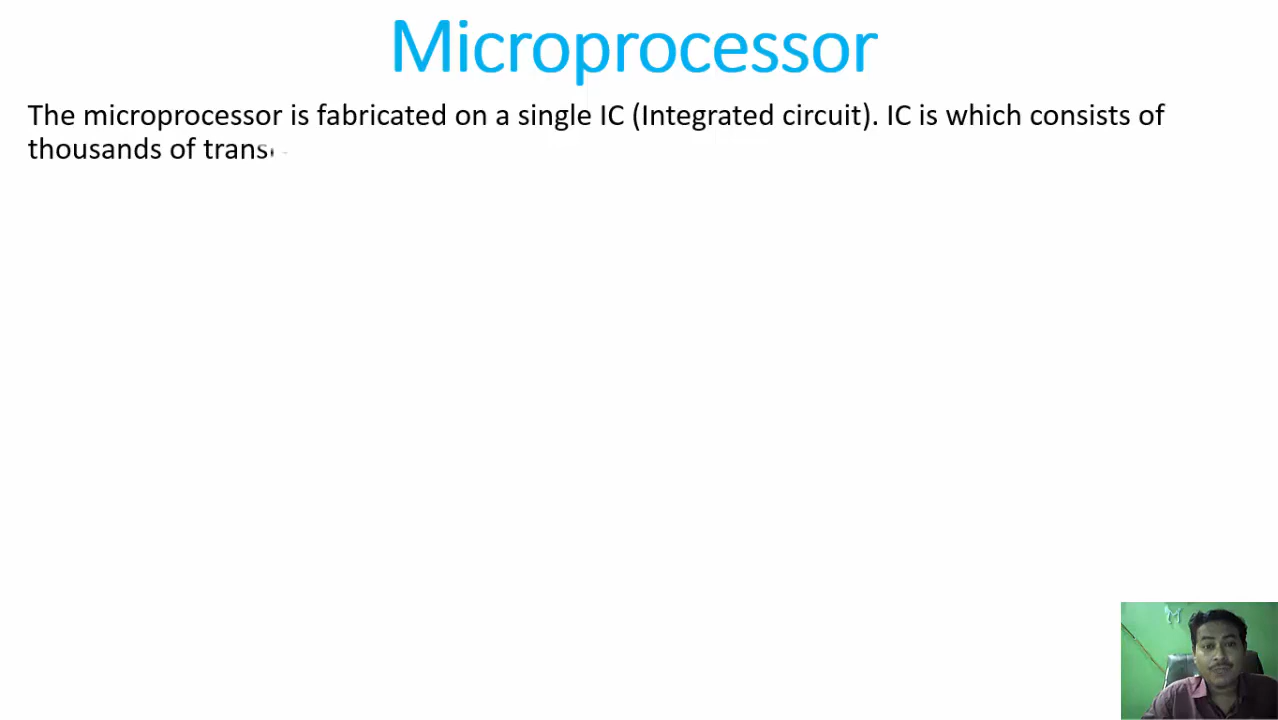 Microprocessor
The microprocessor is fabricated on a single IC (Integrated circuit). IC is which consists of
thousands of